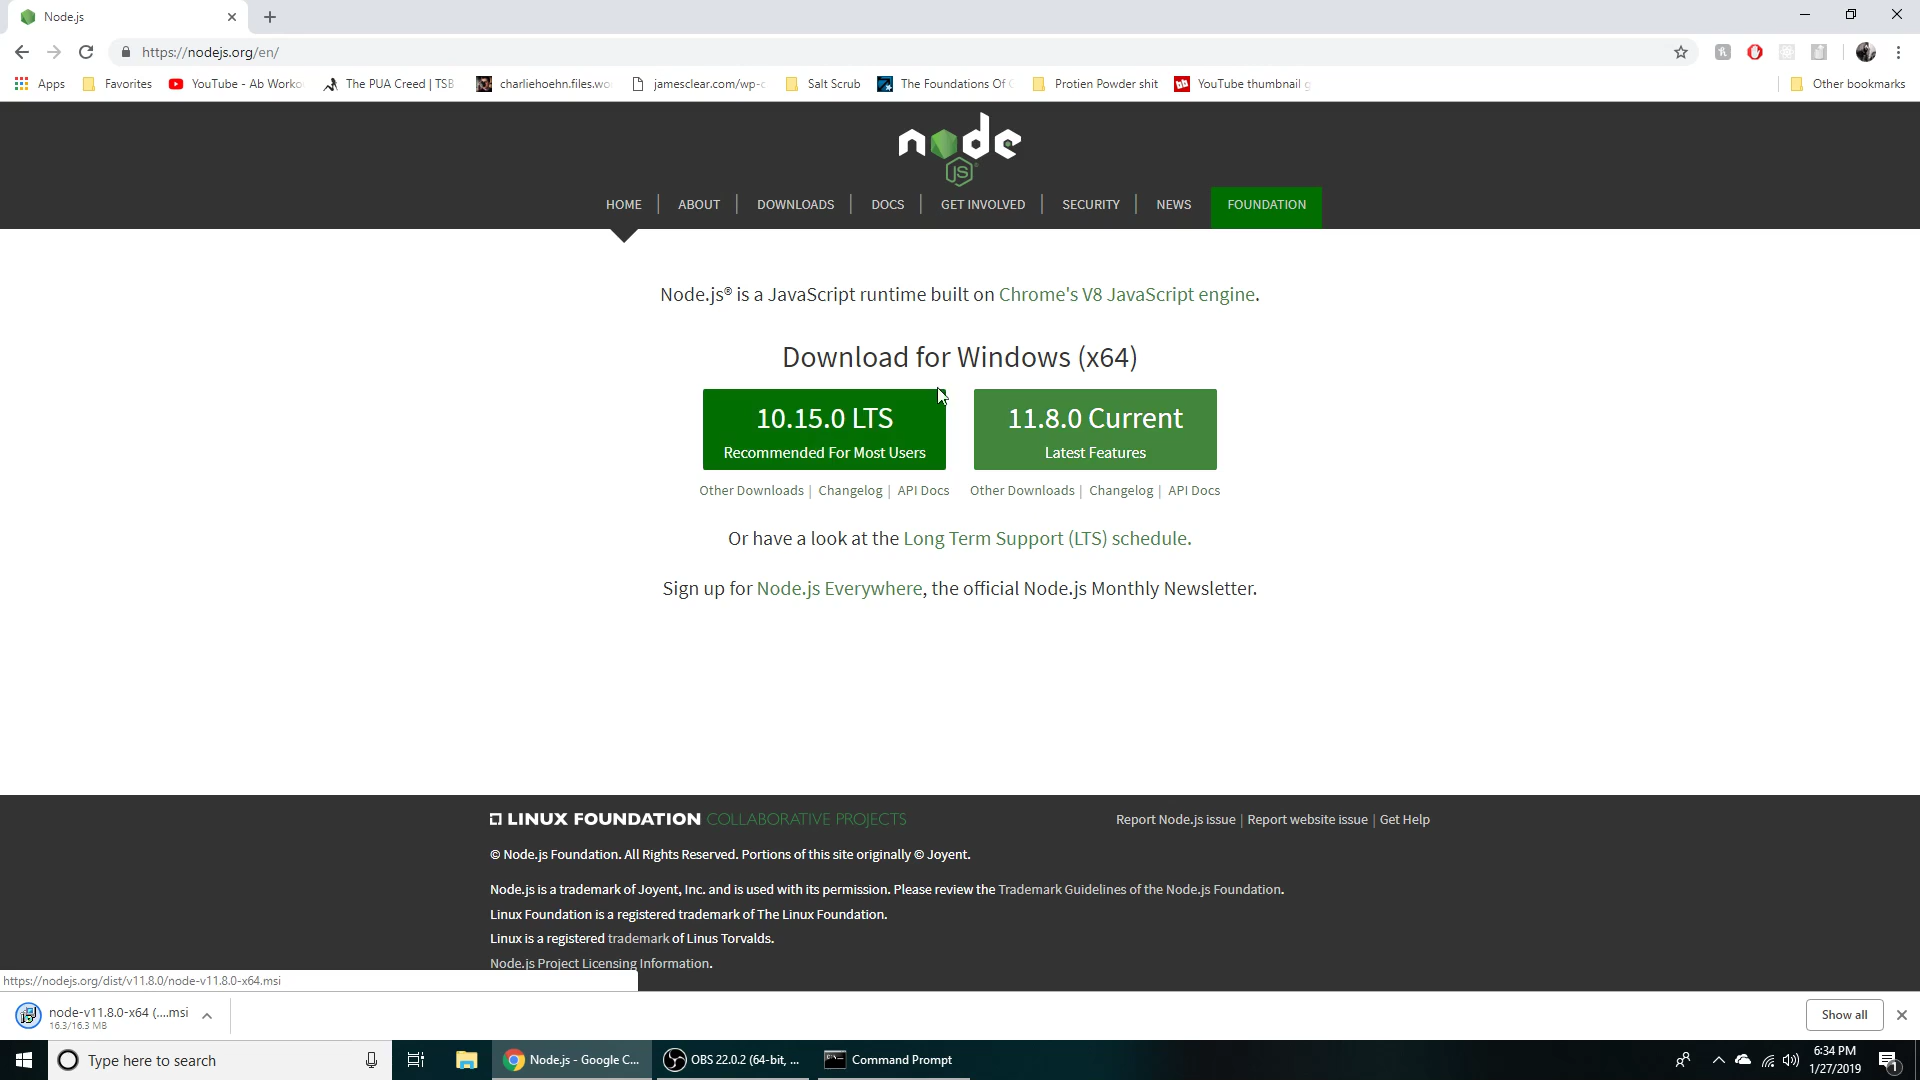 Node.js
https://nodejs.org/en/
Apps
Favorites
YouTube - Ab Worko
The PUA Creed | TSB
charliehoehn.files.wo
jamesclear.com/wp-c
Salt Scrub
The Foundations Of
Protien Powder shit
YouTube thumbnail g
Other bookmarks
node
JS
HOME
ABOUT
DOWNLOADS
DOCS
GET INVOLVED
SECURITY
NEWS
FOUNDATION
Node.js® is a JavaScript runtime built on Chrome's V8 JavaScript engine.
Download for Windows (x64)
10.15.0 LTS
Recommended For Most Users
11.8.0 Current
Latest Features
Other Downloads | Changelog | API Docs
Other Downloads | Changelog | API Docs
Or have a look at the Long Term Support (LTS) schedule.
Sign up for Node.js Everywhere, the official Node.js Monthly Newsletter.
LINUX FOUNDATION COLLABORATIVE PROJECTS
Report Node.js issue | Report website issue | Get Help
© Node.js Foundation. All Rights Reserved. Portions of this site originally © Joyent.
Node.js is a trademark of Joyent, Inc. and is used with its permission. Please review the Trademark Guidelines of the Node.js Foundation.
Linux Foundation is a registered trademark of The Linux Foundation.
Linux is a registered trademark of Linus Torvalds.
Node.js Project Licensing Information.
https://nodejs.org/dist/v11.8.0/node-v11.8.0-x64.msi
node-v11.8.0-x64 (....msi
16.3/16.3 MB
Show all
Type here to search
Node.js - Google C...
OBS 22.0.2 (64-bit, ...
Command Prompt
6:34 PM
1/27/2019
1